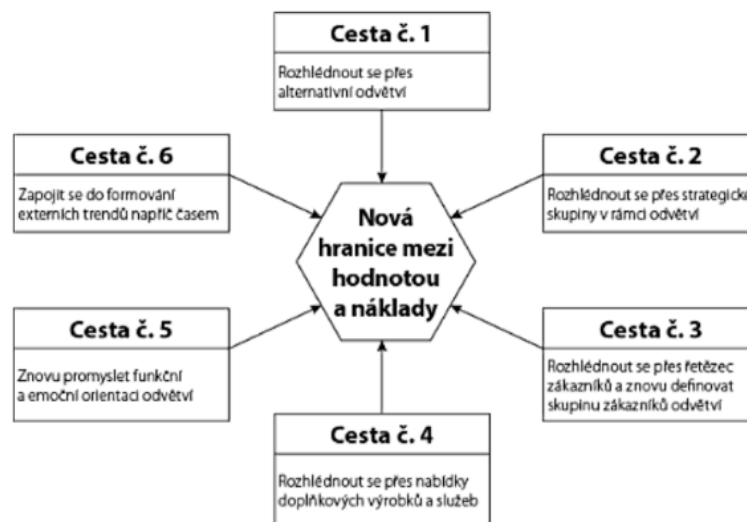 Cesta č. 1
Rozhlédnout se přes
alternativní odvětví
Cesta č. 6
Zapojit se do formování
externích trendů napříč časem
Cesta č. 2
Rozhlédnout se přes strategické
skupiny v rámci odvětví
Nová
hranice mezi
hodnotou
a náklady
Cesta č. 5
Znovu promyslet funkční
a emoční orientaci odvětví
Cesta č. 3
Rozhlédnout se přes řetězec
zákazníků a znovu definovat
skupinu zákazníků odvětví
Cesta č. 4
Rozhlédnout se přes nabídky
doplňkových výrobků a služeb